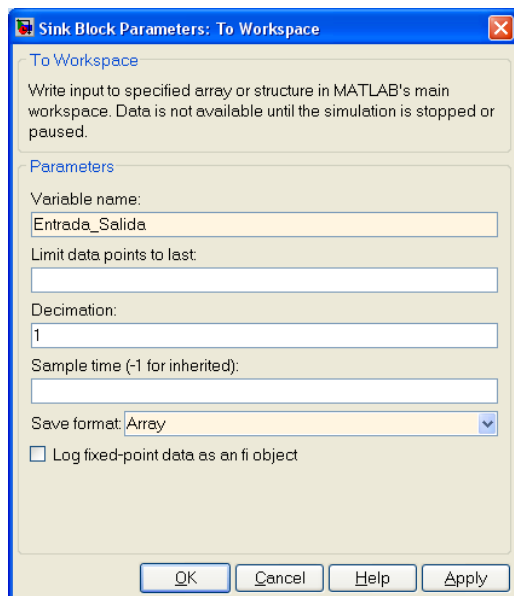 Sink Block Parameters: To Workspace
To Workspace
Write input to specified array or structure in MATLAB's main
workspace. Data is not available until the simulation is stopped or
paused.
Parameters
Variable name:
Entrada_Salida
Limit data points to last:
Decimation:
1
Sample time (-1 for inherited):
Save format: Array
Log fixed-point data as an fi object
OK Cancel Help Apply